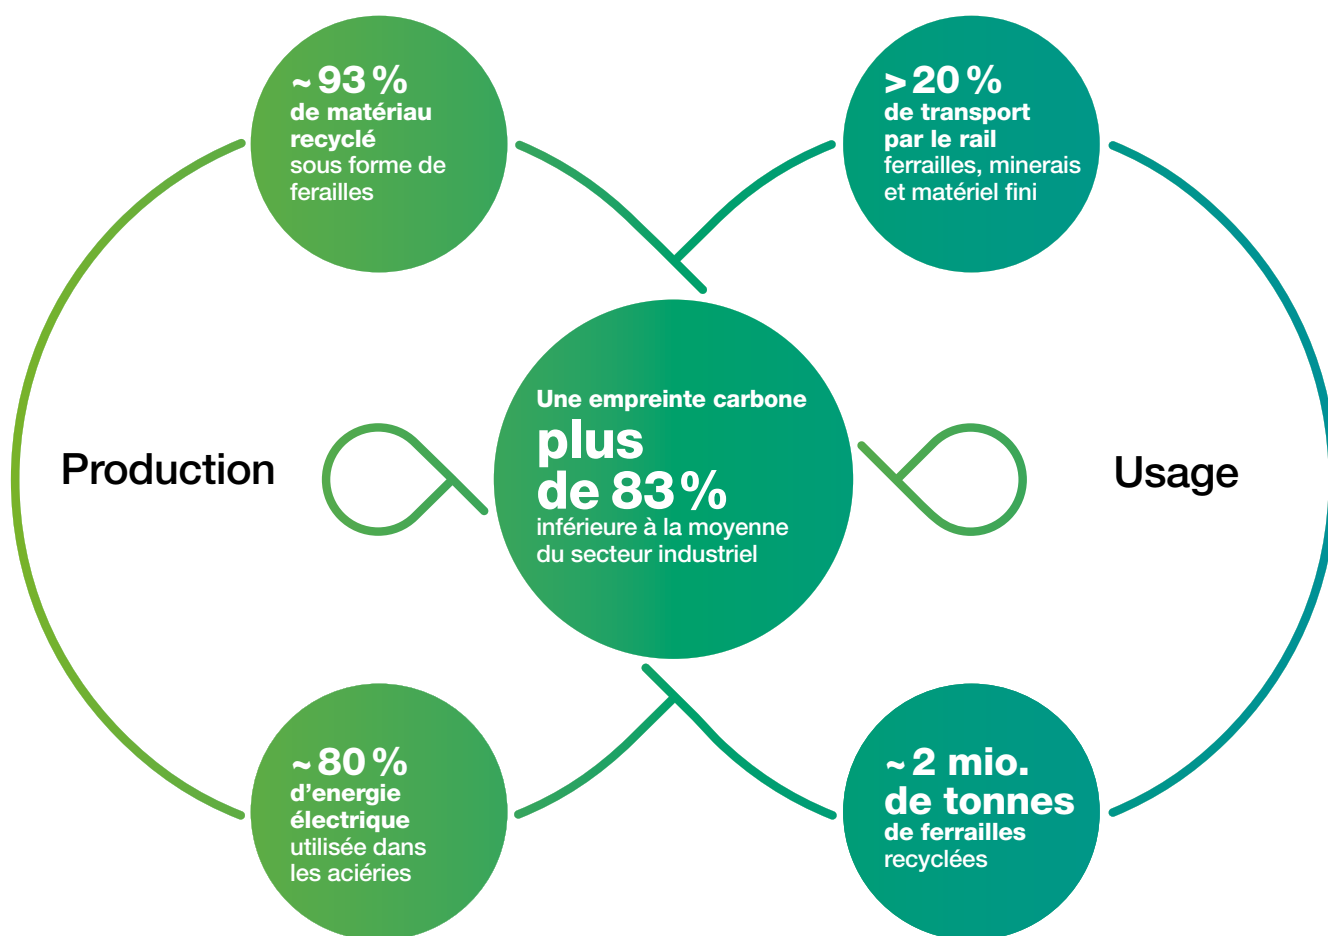 ~ 93 %
de matériau
recyclé
sous forme de
ferailles
> 20 %
de transport
par le rail
ferrailles, minerais
et matériel fini
Production
Une empreinte carbone
plus
de 83 %
inférieure à la moyenne
du secteur industriel
Usage
~ 80 %
d'energie
électrique
utilisée dans
les aciéries
~ 2 mio.
de tonnes
de ferrailles
recyclées